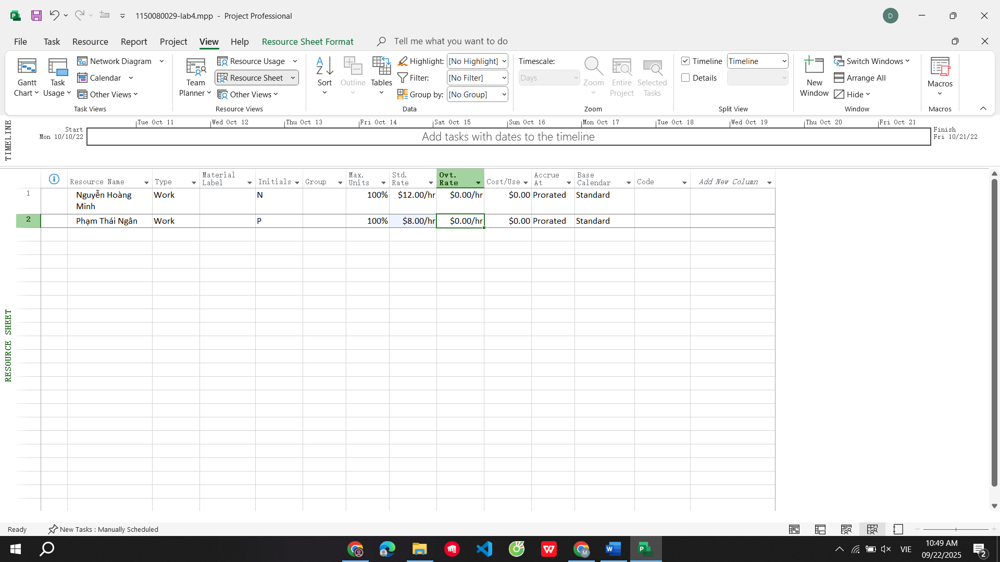 1150080029-lab4.mpp - Project Professional
D
File Task Resource Report Project View Help Resource Sheet Format Tell me what you want to do
Gantt Chart
Task Usage
Network Diagram
Calendar
Other Views
Task Views
Team Planner
Resource Usage
Resource Sheet
Other Views
Resource Views
Sort
Outline
Tables
Highlight: [No Highlight]
Filter: [No Filter]
Group by: [No Group]
Data
Timescale:
Days
Zoom
Entire Project
Selected Tasks
Zoom
Timeline Timeline
Details
Split View
New Window
Switch Windows
Arrange All
Hide
Window
Macros
Macros
TIMELINE
Tue Oct 11 Wed Oct 12 Thu Oct 13 Fri Oct 14 Sat Oct 15 Sun Oct 16 Mon Oct 17 Tue Oct 18 Wed Oct 19 Thu Oct 20 Fri Oct 21
Start
Mon 10/10/22
Add tasks with dates to the timeline
Finish
Fri 10/21/22
RESOURCE SHEET
Resource Name Type Material Label Initials Group Max. Units Std. Rate Ovt. Rate Cost/Use Accrue At Base Calendar Code Add New Column
1 Nguyễn Hoàng Minh Work N 100% $12.00/hr $0.00/hr $0.00 Prorated Standard
2 Phạm Thái Ngân Work P 100% $8.00/hr $0.00/hr $0.00 Prorated Standard
Ready New Tasks : Manually Scheduled
VIE
10:49 AM
09/22/2025
2